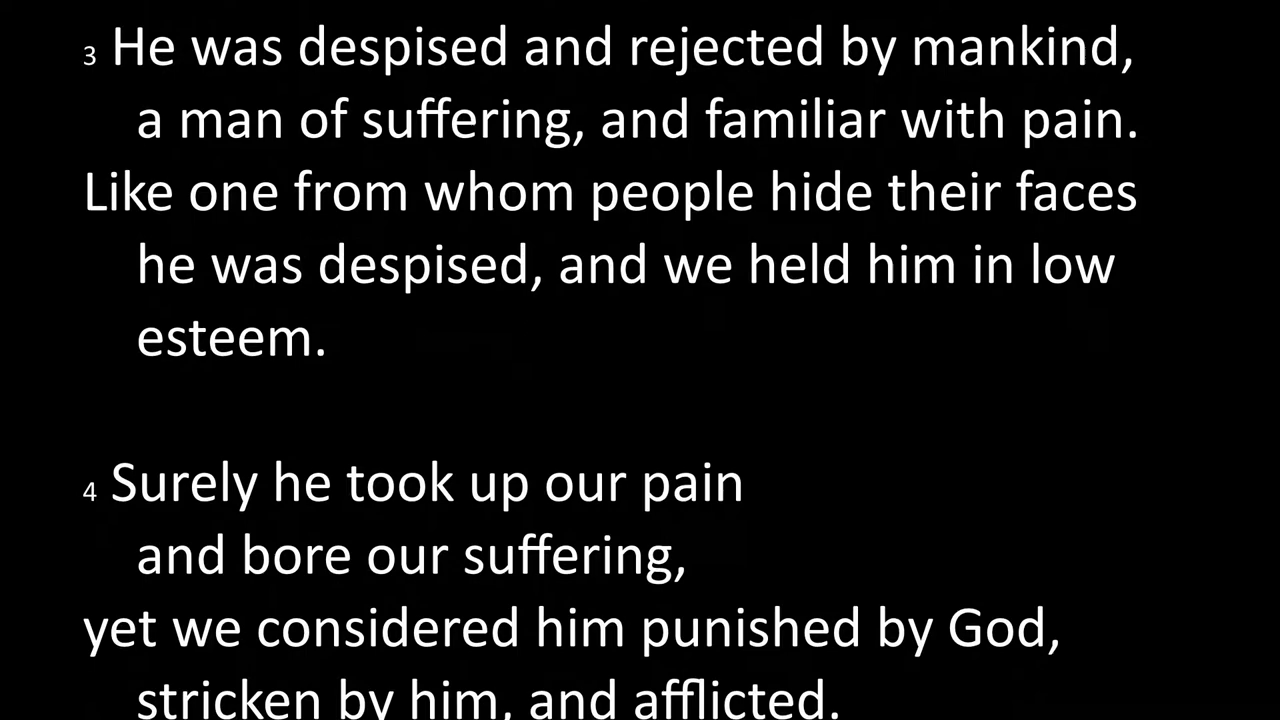 3 He was despised and rejected by mankind,
a man of suffering, and familiar with pain.
Like one from whom people hide their faces
he was despised, and we held him in low
esteem.
4 Surely he took up our pain
and bore our suffering,
yet we considered him punished by God,
stricken by him, and afflicted.